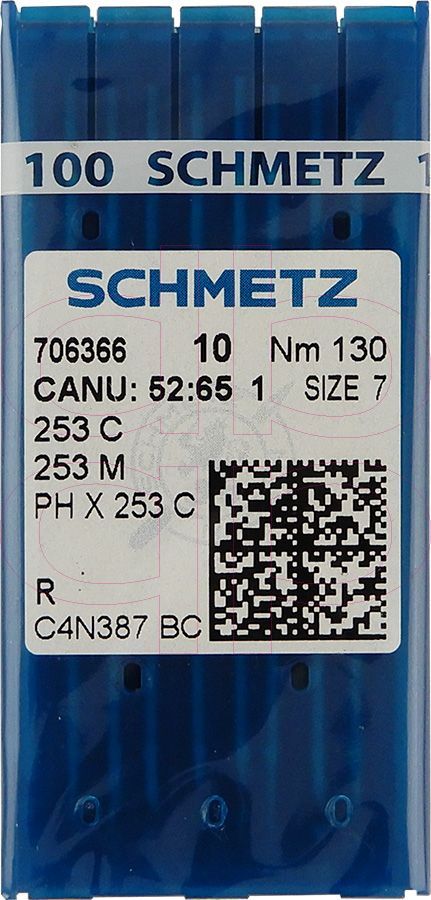 100 SCHMETZ 1
SCHMETZ
706366 10 Nm 130
CANU: 52:65 1 SIZE 7
253 C
253 M
PH X 253 C
R
C4N387 BC